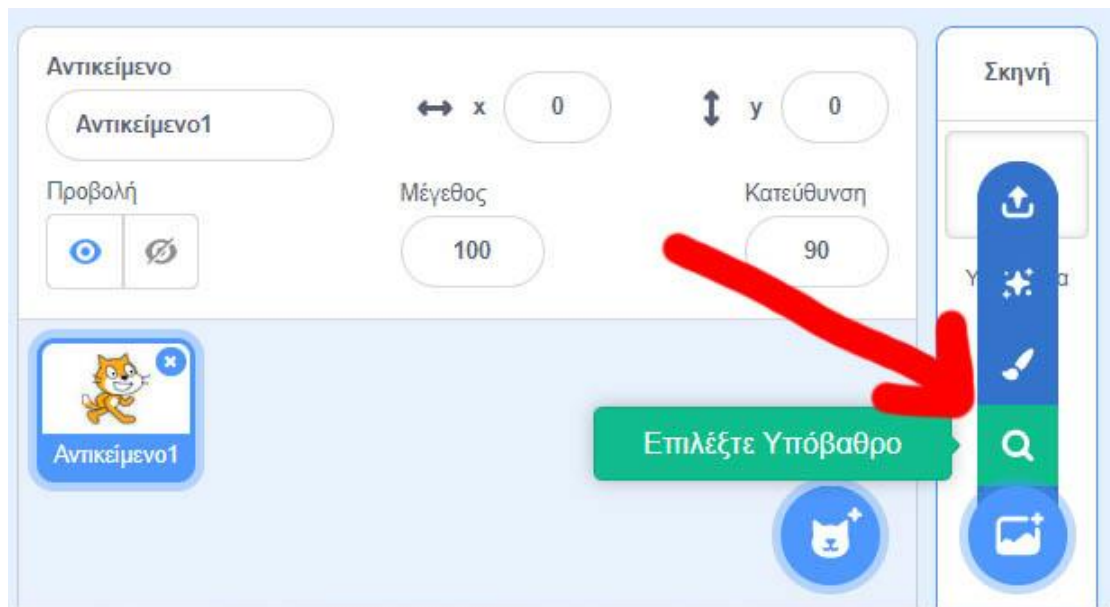 Αντικείμενο
Αντικείμενο1
x 0
y 0
Σκηνή
Προβολή
Μέγεθος
100
Κατεύθυνση
90
Αντικείμενο1
Επιλέξτε Υπόβαθρο